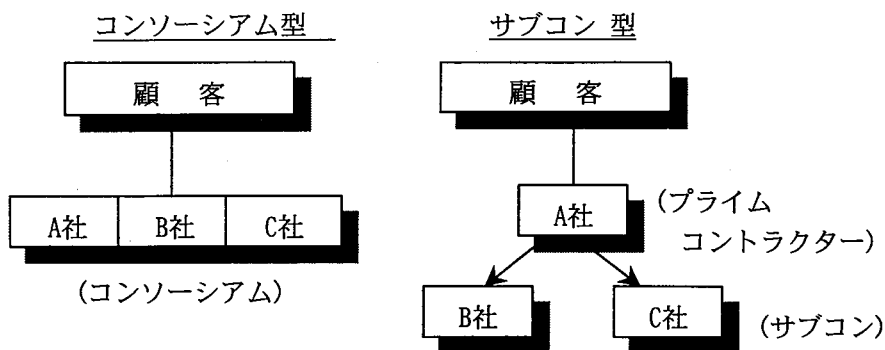 コンソーシアム型
顧 客
A社 B社 C社
(コンソーシアム)
サブコン 型
顧 客
A社
(プライム
コントラクター)
B社 C社
(サブコン)